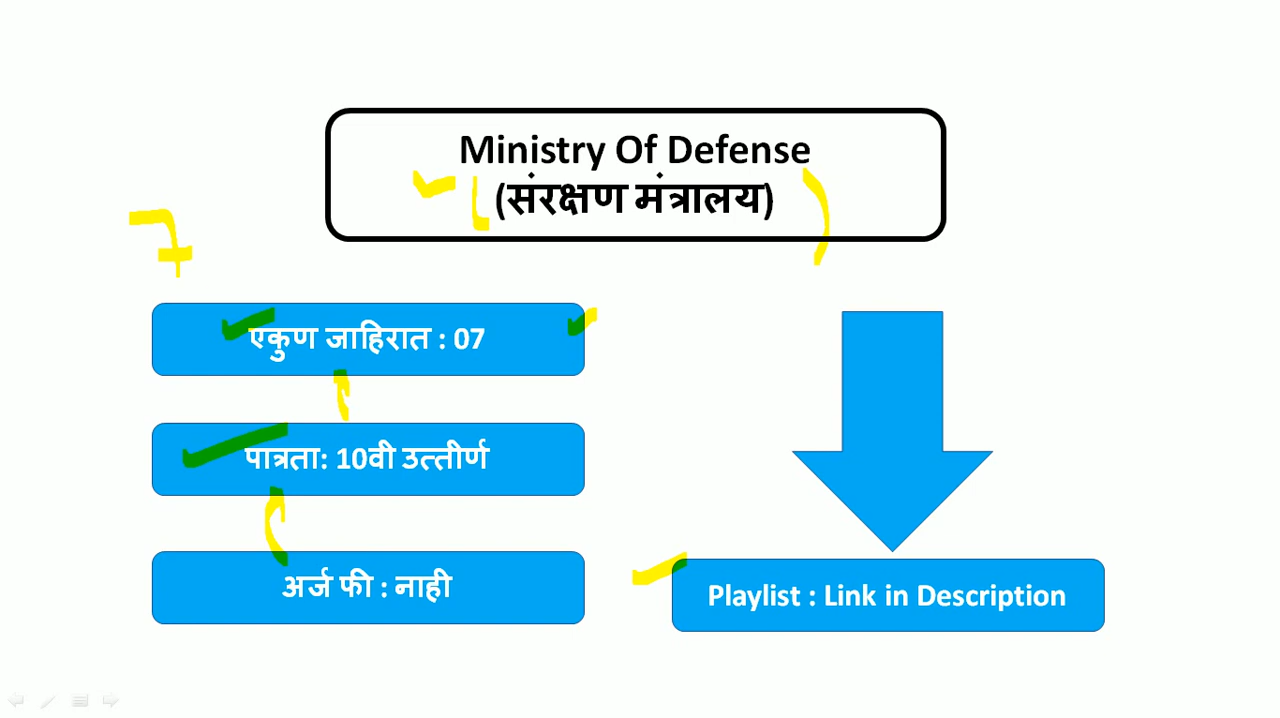 Ministry Of Defense
(संरक्षण मंत्रालय)
एकुण जाहिरात : 07
पात्रता: 10वी उत्तीर्ण
अर्ज फी : नाही
Playlist : Link in Description